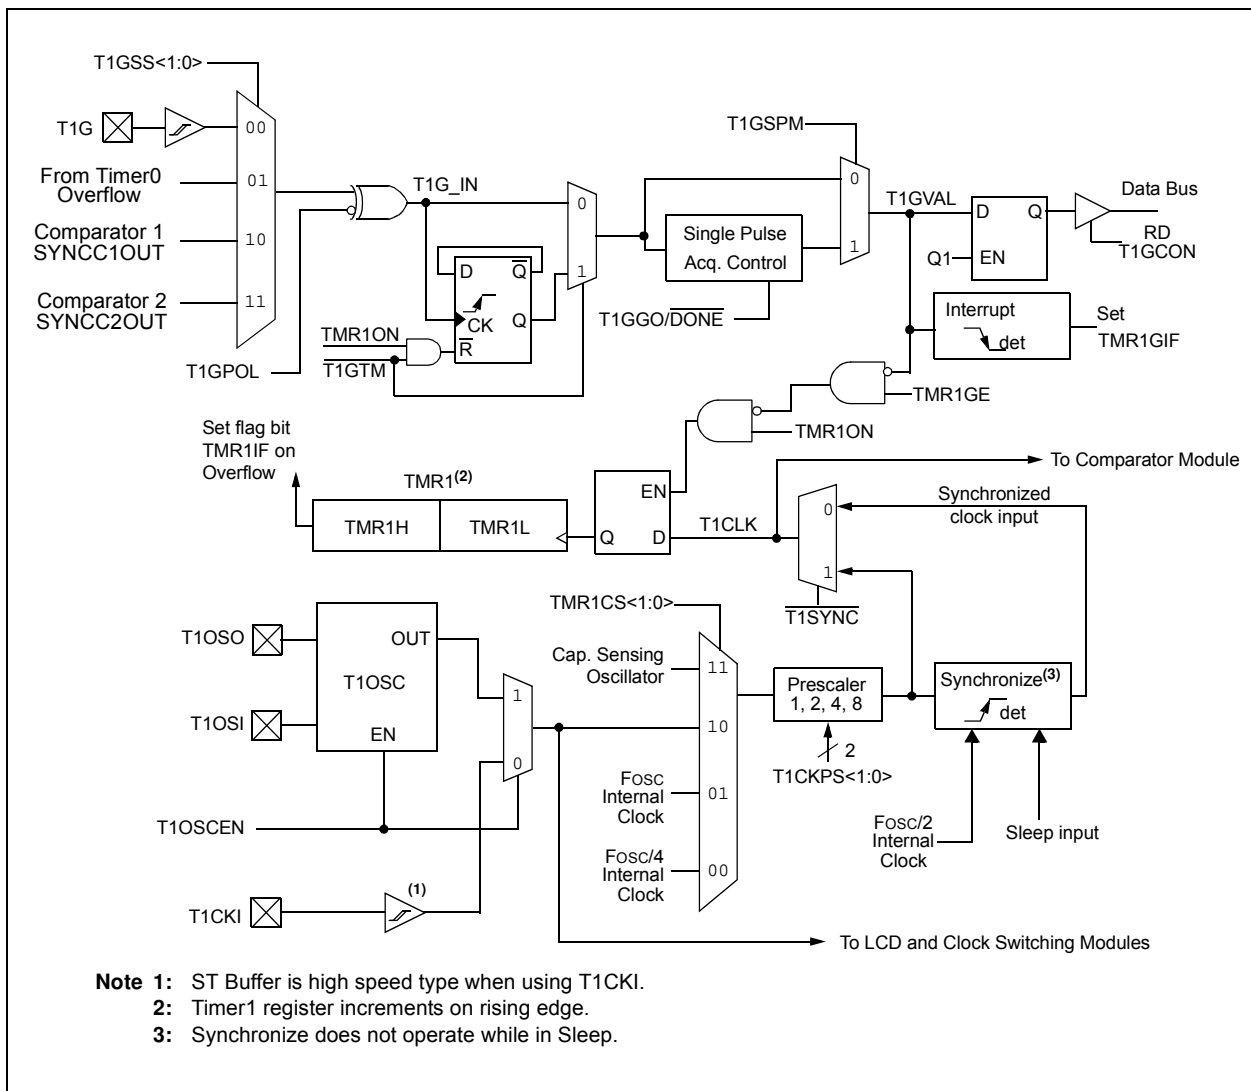 T1GSS<1:0>
T1G
00
From Timer0
Overflow
01
Comparator 1
SYNCC1OUT
10
Comparator 2
SYNCC2OUT
11
T1GPOL
T1G_IN
D
Q
CK
Q
R
TMR1ON
T1GTM
0
1
T1GSPM
Single Pulse
Acq. Control
T1GGO/DONE
0
1
T1GVAL
D
Q
Q1
EN
Data Bus
RD
T1GCON
Interrupt
det
Set
TMR1GIF
TMR1GE
TMR1ON
Set flag bit
TMR1IF on
Overflow
TMR1(2)
TMR1H
TMR1L
EN
Q
D
T1CLK
To Comparator Module
0
1
T1SYNC
Synchronized
clock input
T1OSO
T1OSI
OUT
T1OSC
EN
T1OSCEN
T1CKI
(1)
1
0
TMR1CS<1:0>
Cap. Sensing
Oscillator
11
10
FOSC
Internal
Clock
01
FOSC/4
Internal
Clock
00
Prescaler
1, 2, 4, 8
2
T1CKPS<1:0>
Synchronize(3)
det
FOSC/2
Internal
Clock
Sleep input
To LCD and Clock Switching Modules
Note 1: ST Buffer is high speed type when using T1CKI.
2: Timer1 register increments on rising edge.
3: Synchronize does not operate while in Sleep.